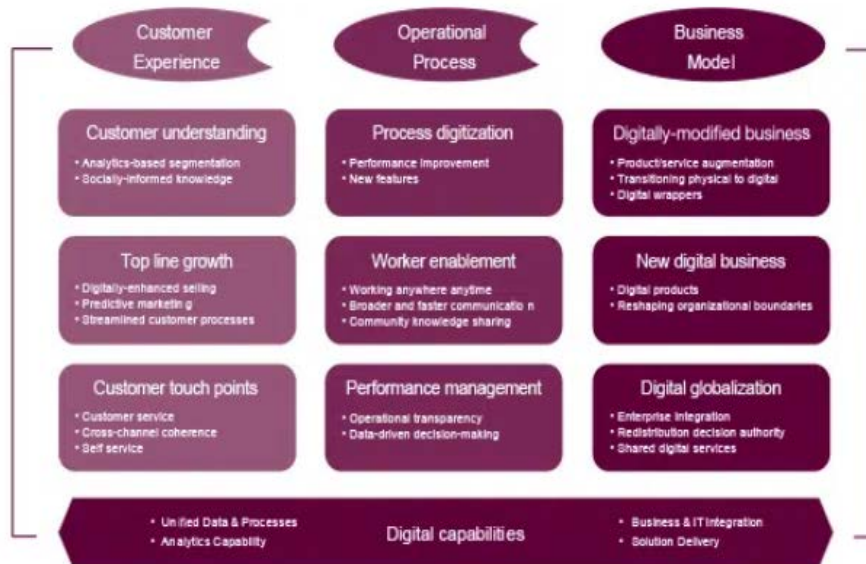 Customer
Experience
Operational
Process
Business
Model
Customer understanding
• Analytics-based segmentation
• Socially-informed knowledge
Process digitization
• Performance improvement
• New features
Digitally-modified business
• Product/service augmentation
• Transitioning physical to digital
• Digital wrappers
Top line growth
• Digitally-enhanced selling
• Predictive marketin g
• Streamlined customer processes
Worker enablement
• Working anywhere anytime
• Broader and faster communicatio n
• Community knowledge sharing
New digital business
• Digital products
• Reshaping organizational boundaries
Customer touch points
• Customer service
• Cross-channel coherence
• Self service
Performance management
• Operational transparency
• Data-driven decision-making
Digital globalization
• Enterprise integration
• Redistribution decision authority
• Shared digital services
• Unified Data & Processes
• Analytics Capability
Digital capabilities
• Business & IT Integration
• Solution Delivery